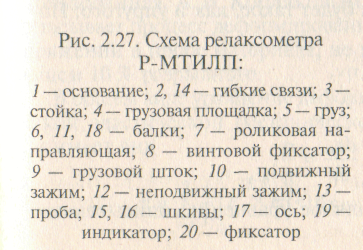 Рис. 2.27. Схема релаксометра
Р-МТИЛП:
1 — основание; 2, 14 — гибкие связи; 3 —
стойка; 4 — грузовая площадка; 5 — груз;
6, 11, 18 — балки; 7 — роликовая на-
правляющая; 8 — винтовой фиксатор;
9 — грузовой шток; 10 — подвижный
зажим; 12 — неподвижный зажим; 13 —
проба; 15, 16 — шкивы; 17 — ось; 19 —
индикатор; 20 — фиксатор